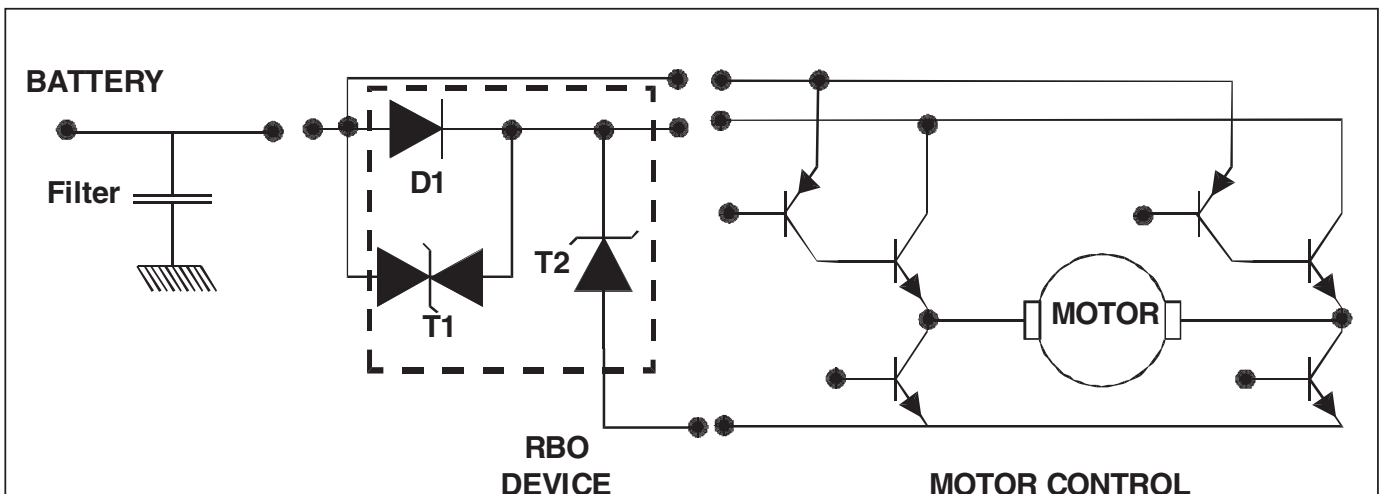 BATTERY
Filter
D1
T1
T2
MOTOR
RBO
DEVICE
MOTOR CONTROL